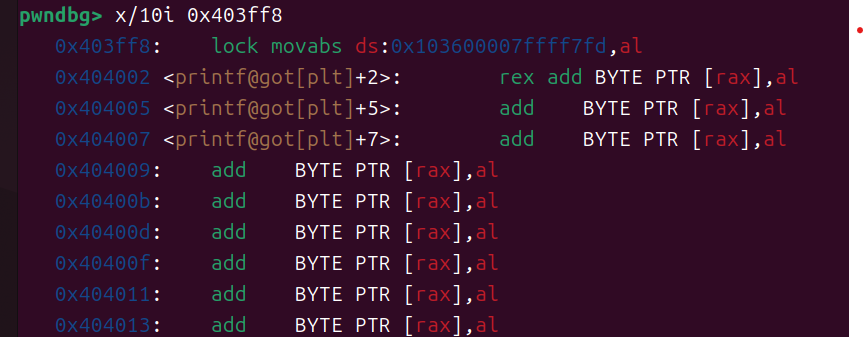 pwndbg> x/10i 0x403ff8
0x403ff8: lock movabs ds:0x103600007ffff7fd,al
0x404002 <printf@got[plt]+2>: rex add BYTE PTR [rax],al
0x404005 <printf@got[plt]+5>: add BYTE PTR [rax],al
0x404007 <printf@got[plt]+7>: add BYTE PTR [rax],al
0x404009: add BYTE PTR [rax],al
0x40400b: add BYTE PTR [rax],al
0x40400d: add BYTE PTR [rax],al
0x40400f: add BYTE PTR [rax],al
0x404011: add BYTE PTR [rax],al
0x404013: add BYTE PTR [rax],al